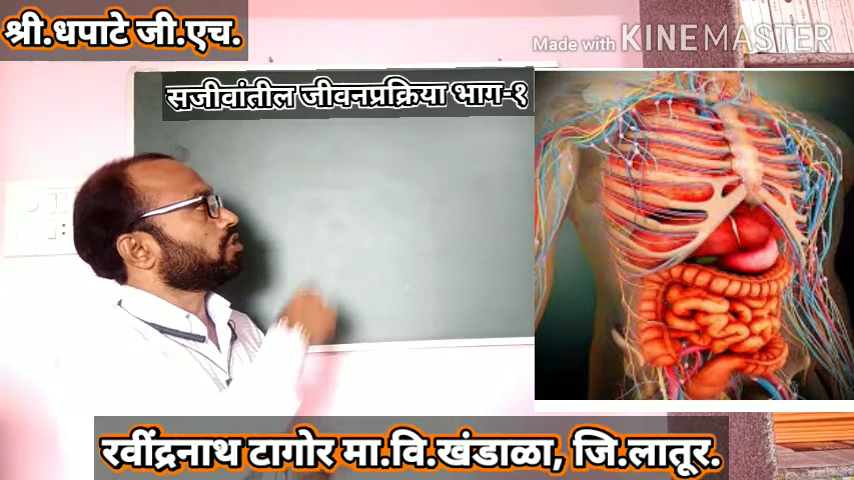 श्री.धपाटे जी.एच.
Made with KINEMASTER
सजीवांतील जीवनप्रक्रिया भाग-१
रवींद्रनाथ टागोर मा.वि.खंडाळा, जि.लातूर.